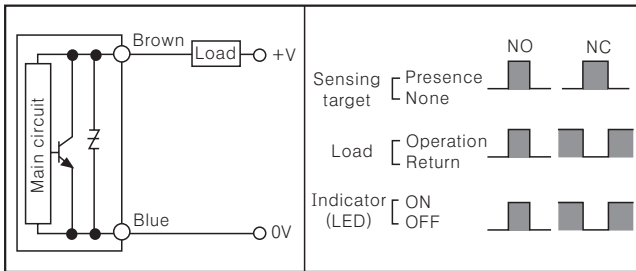 Main circuit
Brown
Load
+V
Blue
0V
NO NC
Sensing target
Presence
None
Load
Operation
Return
Indicator (LED)
ON
OFF